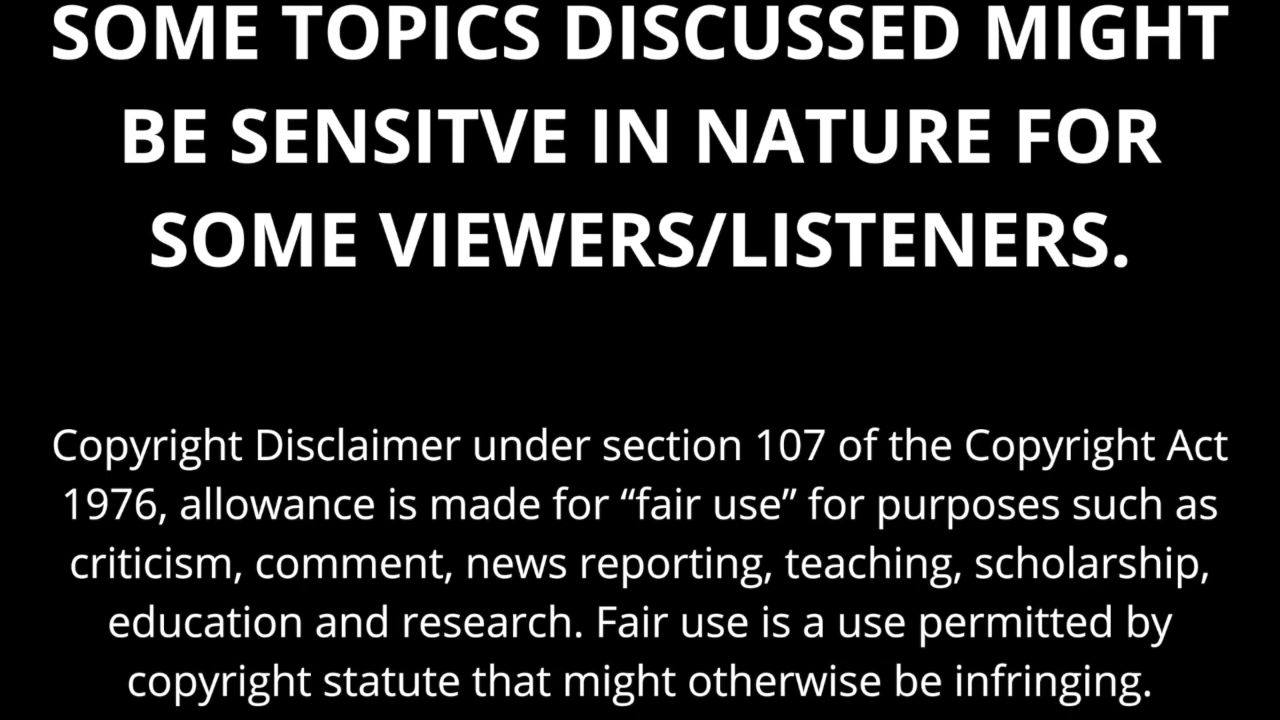 SOME TOPICS DISCUSSED MIGHT
BE SENSITVE IN NATURE FOR
SOME VIEWERS/LISTENERS.
Copyright Disclaimer under section 107 of the Copyright Act
1976, allowance is made for “fair use” for purposes such as
criticism, comment, news reporting, teaching, scholarship,
education and research. Fair use is a use permitted by
copyright statute that might otherwise be infringing.